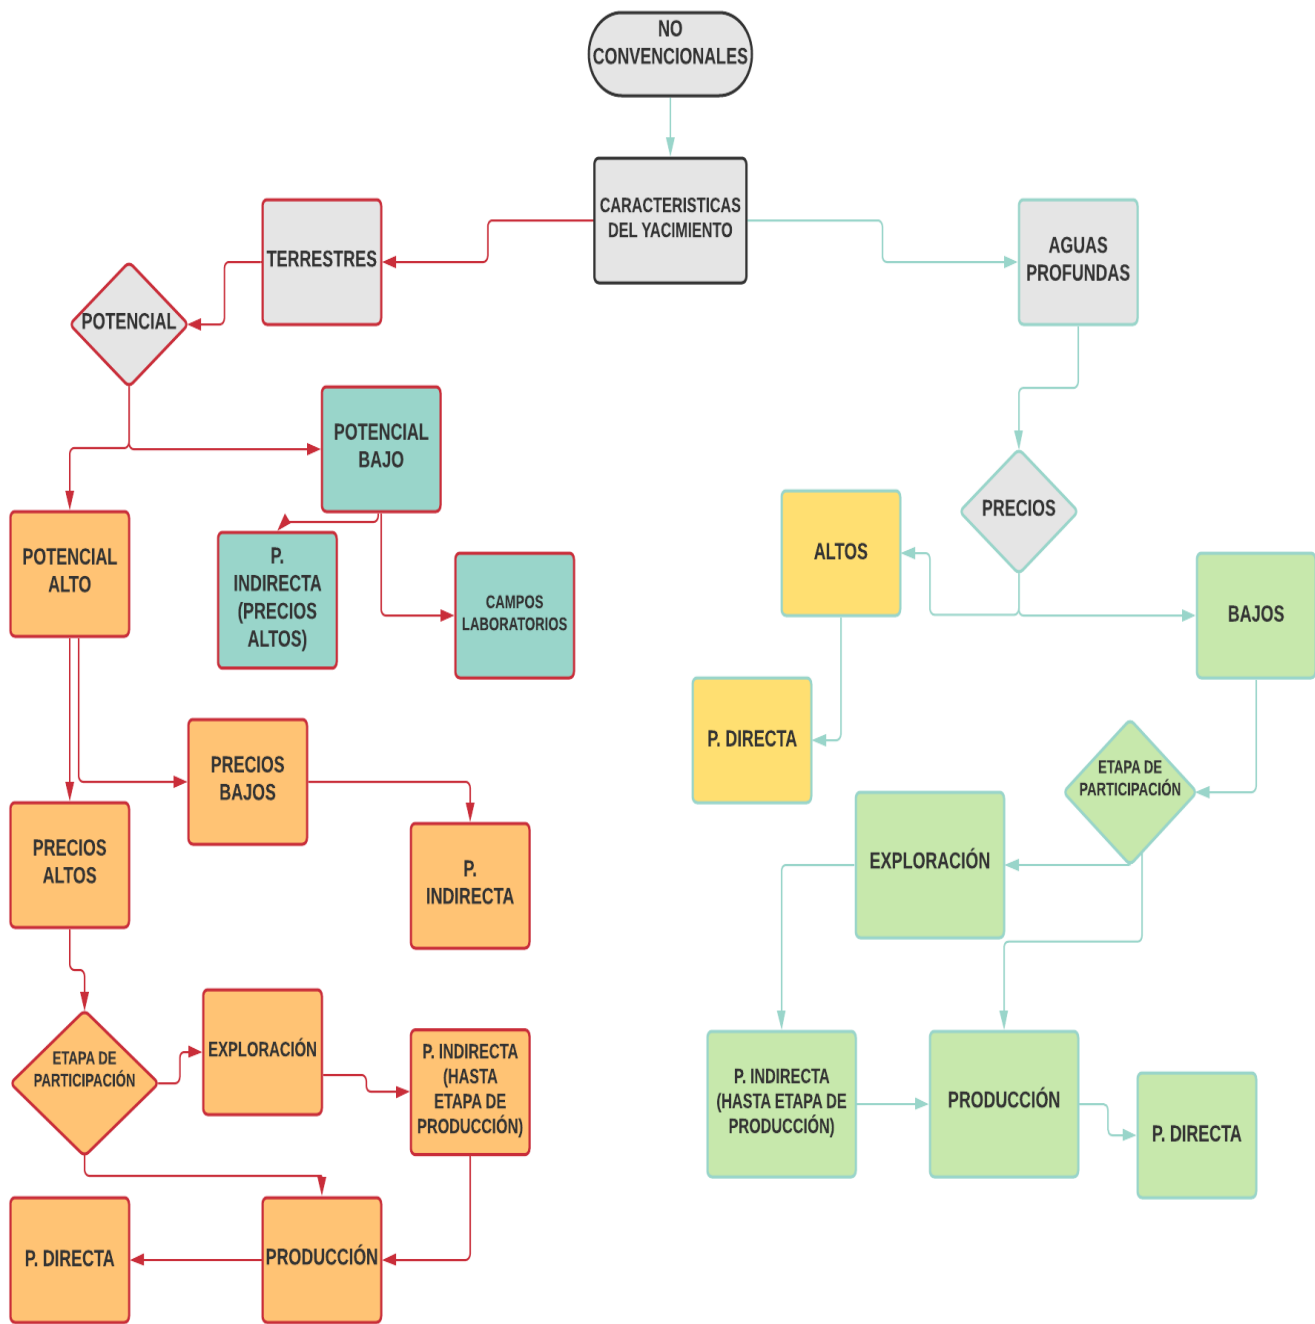 NO
CONVENCIONALES
CARACTERISTICAS
DEL YACIMIENTO
TERRESTRES
AGUAS
PROFUNDAS
POTENCIAL
POTENCIAL
BAJO
PRECIOS
POTENCIAL
ALTO
P.
INDIRECTA
(PRECIOS
ALTOS)
CAMPOS
LABORATORIOS
ALTOS
BAJOS
P. DIRECTA
PRECIOS
BAJOS
ETAPA DE
PARTICIPACIÓN
PRECIOS
ALTOS
P.
INDIRECTA
EXPLORACIÓN
ETAPA DE
PARTICIPACIÓN
EXPLORACIÓN
P. INDIRECTA
(HASTA
ETAPA DE
PRODUCCIÓN)
P. INDIRECTA
(HASTA ETAPA DE
PRODUCCIÓN)
PRODUCCIÓN
P. DIRECTA
P. DIRECTA
PRODUCCIÓN